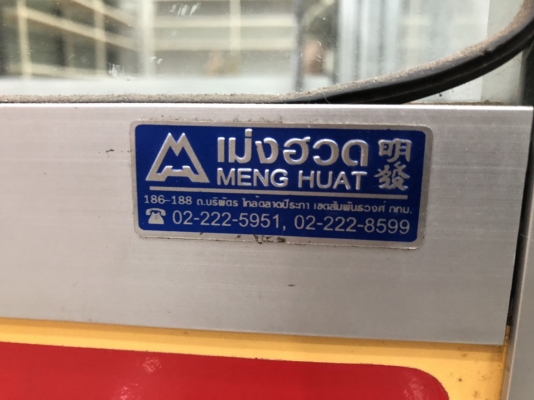 เม่งฮวด 明發
MENG HUAT
186-188 ถ.บริพัตร ใกล้ตลาดปีระกา เขตสัมพันธวงศ์ กทม.
☎ 02-222-5951, 02-222-8599